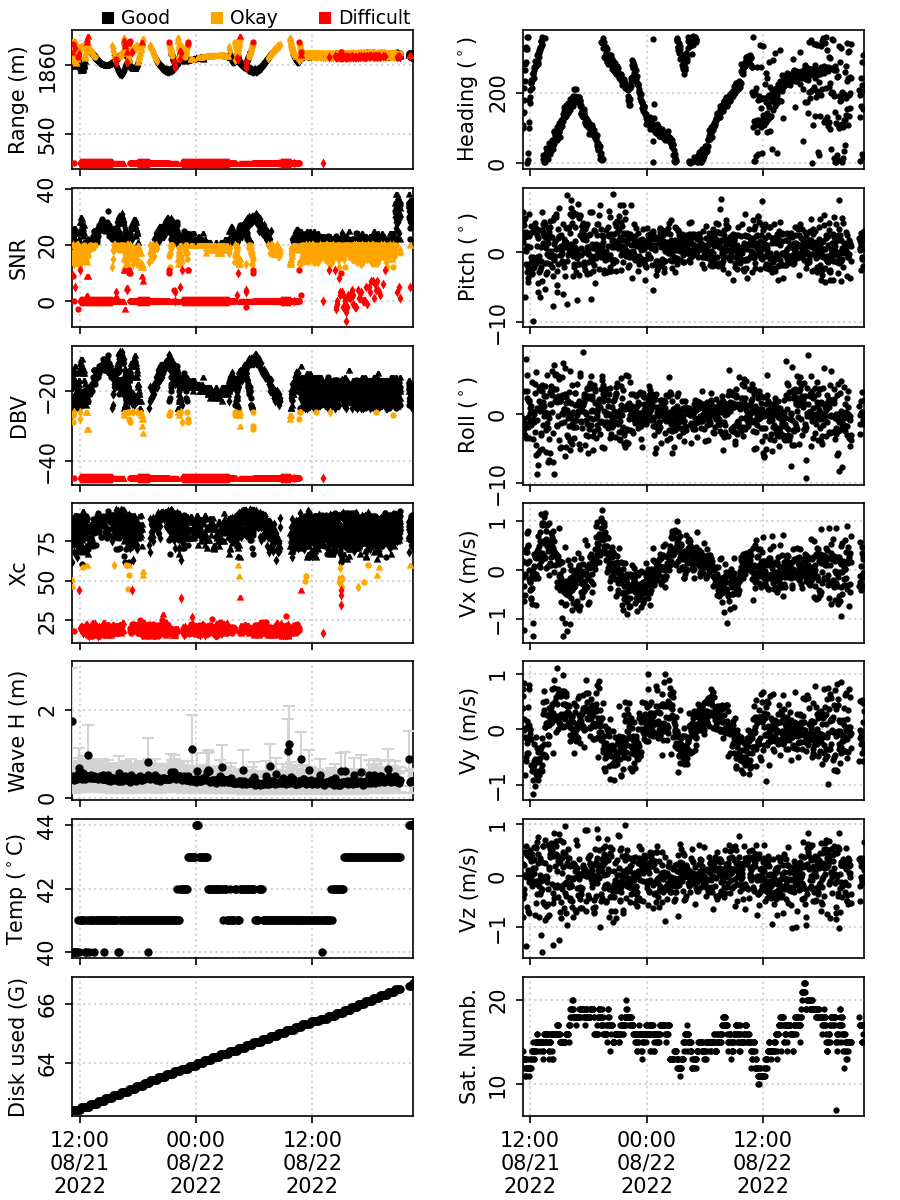 Good Okay Difficult
Range (m)
1860
540
Heading (°)
200
0
SNR
40
20
0
Pitch (°)
0
−10
DBV
−20
−40
Roll (°)
0
−10
Xc
75
50
25
Vx (m/s)
1
0
−1
Wave H (m)
2
0
Vy (m/s)
1
0
−1
Temp (°C)
44
42
40
Vz (m/s)
1
0
−1
Disk used (G)
66
64
Sat. Numb.
20
10
12:00 00:00 12:00
08/21 08/22 08/22
2022 2022 2022
12:00 00:00 12:00
08/21 08/22 08/22
2022 2022 2022